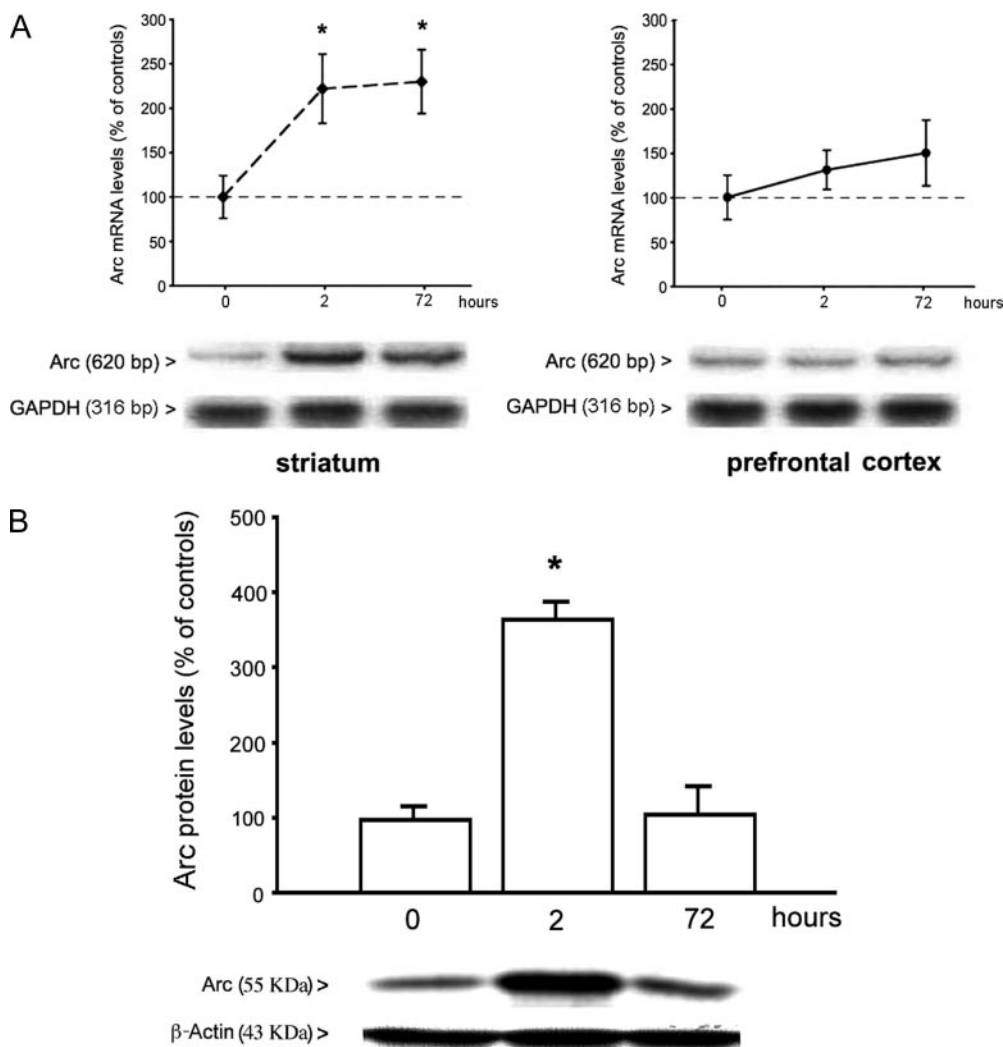 A
Arc mRNA levels (% of controls)
300
250
200
150
100
50
0
* *
0 2 72 hours
Arc (620 bp) >
GAPDH (316 bp) >
striatum
Arc mRNA levels (% of controls)
300
250
200
150
100
50
0
0 2 72 hours
Arc (620 bp) >
GAPDH (316 bp) >
prefrontal cortex
B
Arc protein levels (% of controls)
500
400
300
200
100
0
*
0 2 72 hours
Arc (55 KDa) >
β-Actin (43 KDa) >